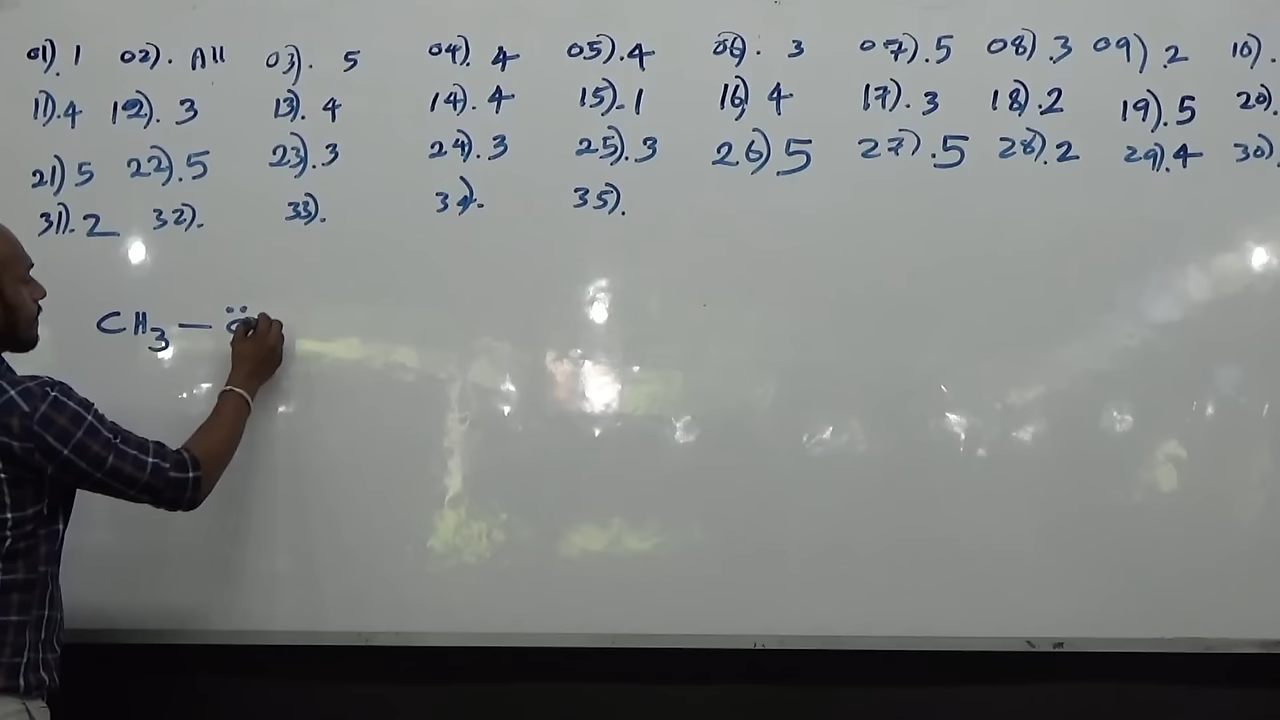 01). 1 02). All 03). 5 04). 4 05). 4 06). 3 07). 5 08). 3 09). 2 10).
11). 4 12). 3 13). 4 14). 4 15). 1 16) 4 17). 3 18). 2 19). 5 20).
21) 5 22). 5 23). 3 24). 3 25). 3 26) 5 27). 5 28). 2 29). 4 30).
31). 2 32). 33). 34). 35).
CH3 —